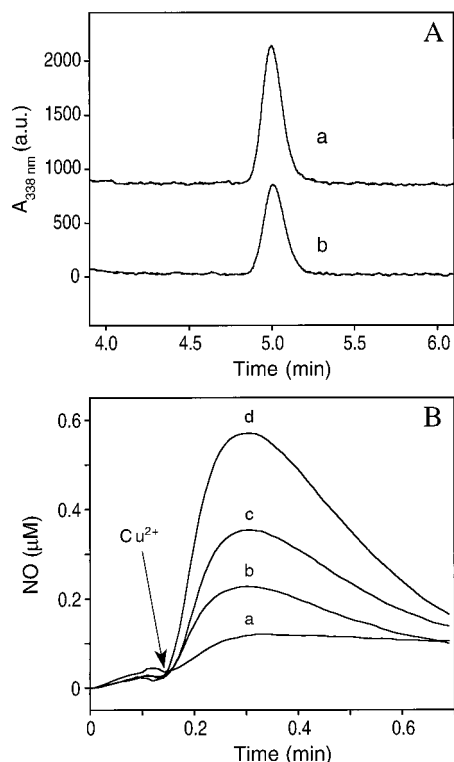 A
2000
1500
1000
500
0
A338 nm (a.u.)
a
b
4.0 4.5 5.0 5.5 6.0
Time (min)
B
0.6
0.4
0.2
0
NO (μM)
Cu2+
d
c
b
a
0 0.2 0.4 0.6
Time (min)